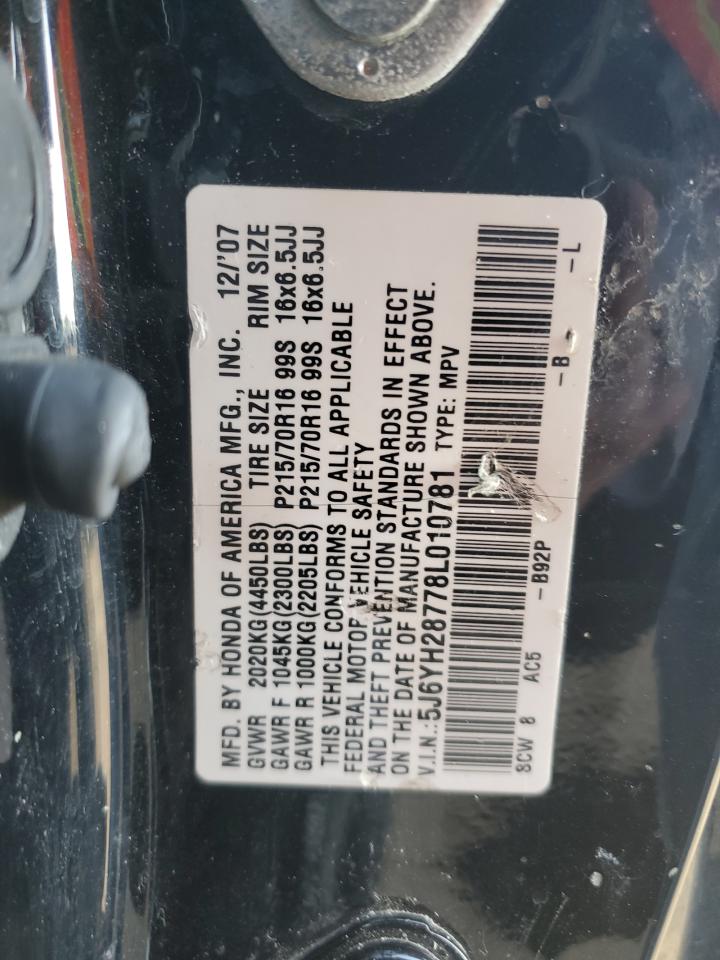 MFD. BY HONDA OF AMERICA MFG., INC. 12/'07
GVWR 2020KG(4450LBS) TIRE SIZE RIM SIZE
GAWR F 1045KG(2300LBS) P215/70R16 99S 16x6.5JJ
GAWR R 1000KG(2205LBS) P215/70R16 99S 16x6.5JJ
THIS VEHICLE CONFORMS TO ALL APPLICABLE
FEDERAL MOTOR VEHICLE SAFETY
AND THEFT PREVENTION STANDARDS IN EFFECT
ON THE DATE OF MANUFACTURE SHOWN ABOVE.
V.I.N.:5J6YH28778L010781 TYPE: MPV
SCW 8 AC5 -B92P -B -L